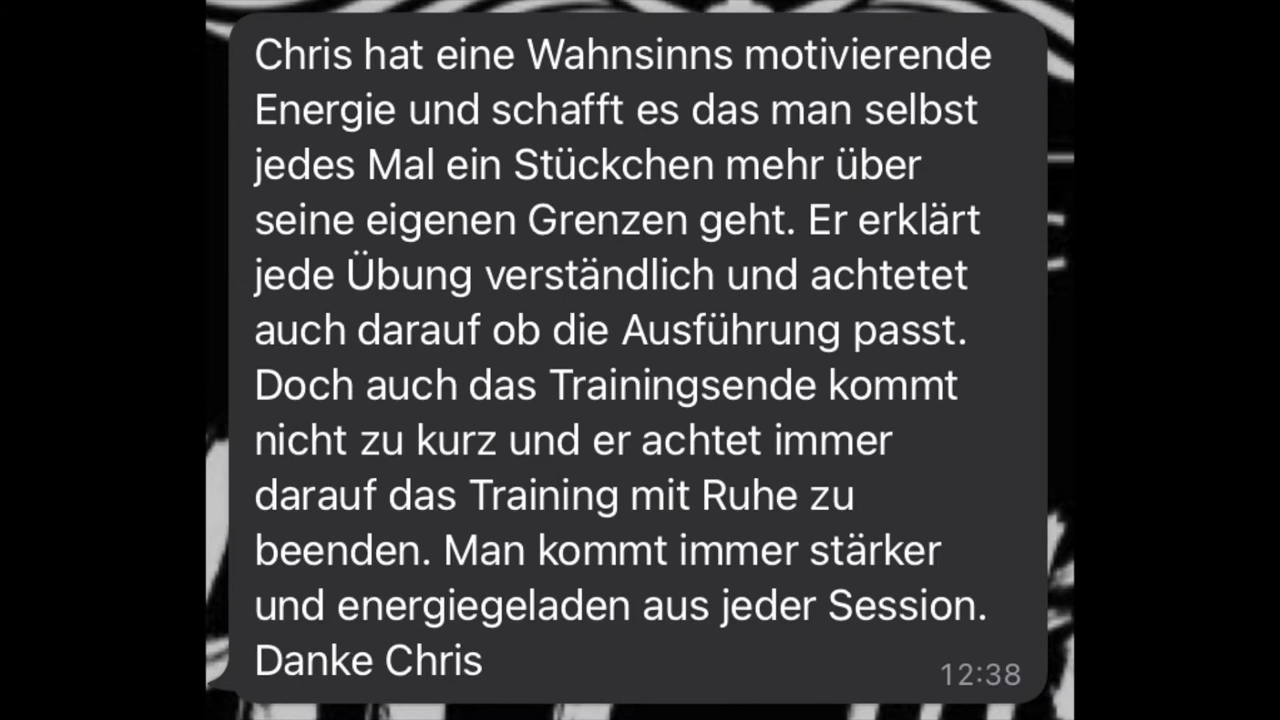 Chris hat eine Wahnsinns motivierende
Energie und schafft es das man selbst
jedes Mal ein Stückchen mehr über
seine eigenen Grenzen geht. Er erklärt
jede Übung verständlich und achtetet
auch darauf ob die Ausführung passt.
Doch auch das Trainingsende kommt
nicht zu kurz und er achtet immer
darauf das Training mit Ruhe zu
beenden. Man kommt immer stärker
und energiegeladen aus jeder Session.
Danke Chris
12:38